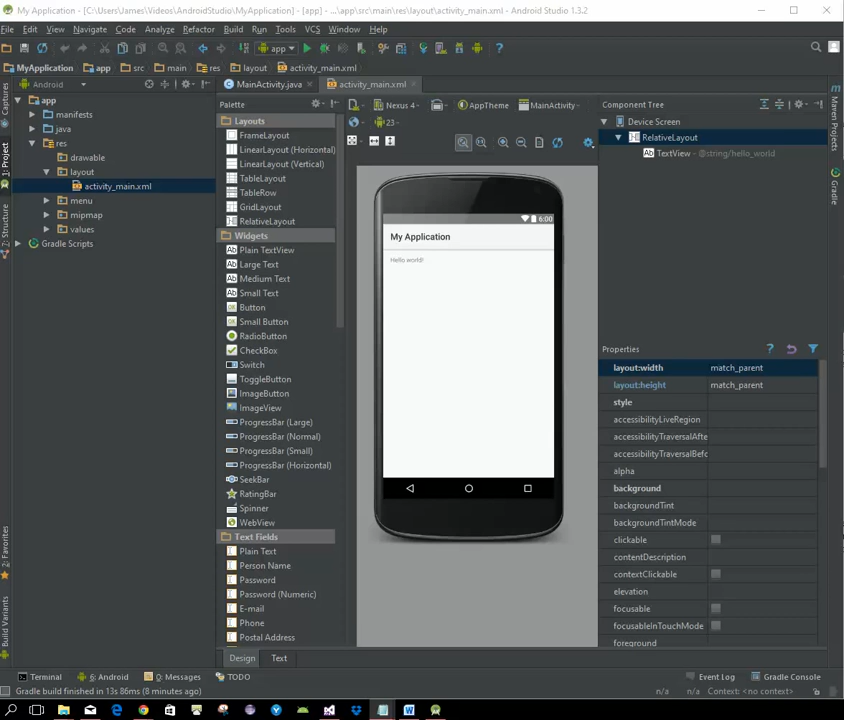 My Application - [C:\Users\James\Videos\AndroidStudio\MyApplication] - [app] - ...\app\src\main\res\layout\activity_main.xml - Android Studio 1.3.2
File Edit View Navigate Code Analyze Refactor Build Run Tools VCS Window Help
app
MyApplication app src main res layout activity_main.xml
Android
MainActivity.java
activity_main.xml
Captures
1: Project
7: Structure
2: Favorites
Build Variants
app
manifests
java
res
drawable
layout
activity_main.xml
menu
mipmap
values
Gradle Scripts
Palette
Layouts
FrameLayout
LinearLayout (Horizontal)
LinearLayout (Vertical)
TableLayout
TableRow
GridLayout
RelativeLayout
Widgets
Plain TextView
Large Text
Medium Text
Small Text
Button
Small Button
RadioButton
CheckBox
Switch
ToggleButton
ImageButton
ImageView
ProgressBar (Large)
ProgressBar (Normal)
ProgressBar (Small)
ProgressBar (Horizontal)
SeekBar
RatingBar
Spinner
WebView
Text Fields
Plain Text
Person Name
Password
Password (Numeric)
E-mail
Phone
Postal Address
Design Text
Nexus 4 AppTheme MainActivity
23
6:00
My Application
Hello world!
Component Tree
Device Screen
RelativeLayout
TextView - @string/hello_world
Properties
layout:width match_parent
layout:height match_parent
style
accessibilityLiveRegion
accessibilityTraversalAfte
accessibilityTraversalBefo
alpha
background
backgroundTint
backgroundTintMode
clickable
contentDescription
contextClickable
elevation
focusable
focusableInTouchMode
foreground
Maven Projects
Gradle
Terminal 6: Android 0: Messages TODO
Event Log Gradle Console
Gradle build finished in 13s 86ms (8 minutes ago)
n/a n/a Context: <no context>